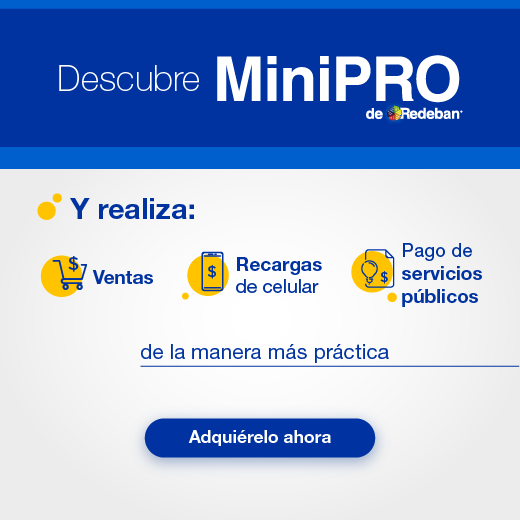 Descubre MiniPRO
de Redeban
Y realiza:
$
Ventas
$
Recargas
de celular
$
Pago de
servicios
públicos
de la manera más práctica
Adquiérelo ahora